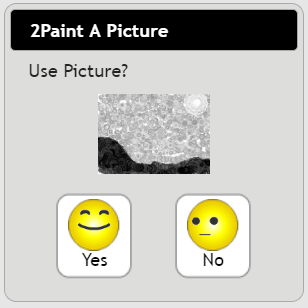 2Paint A Picture
Use Picture?
Yes
No